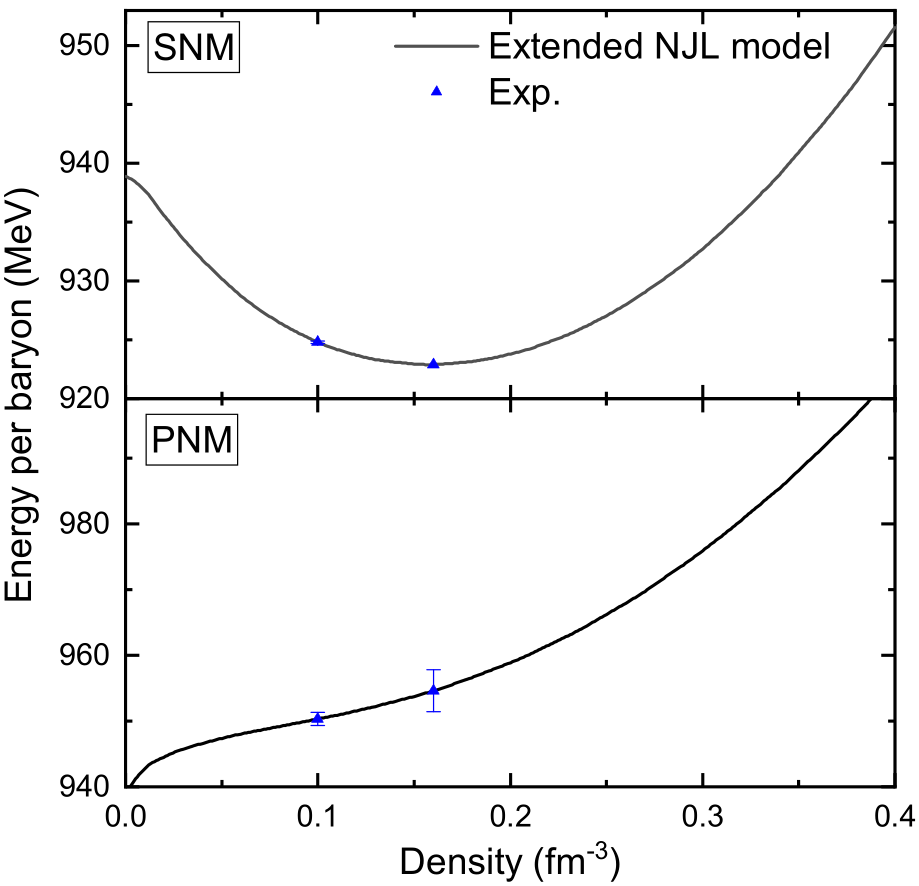 SNM
Extended NJL model
Exp.
950
940
930
920
PNM
980
960
940
0.0 0.1 0.2 0.3 0.4
Energy per baryon (MeV)
Density (fm⁻³)